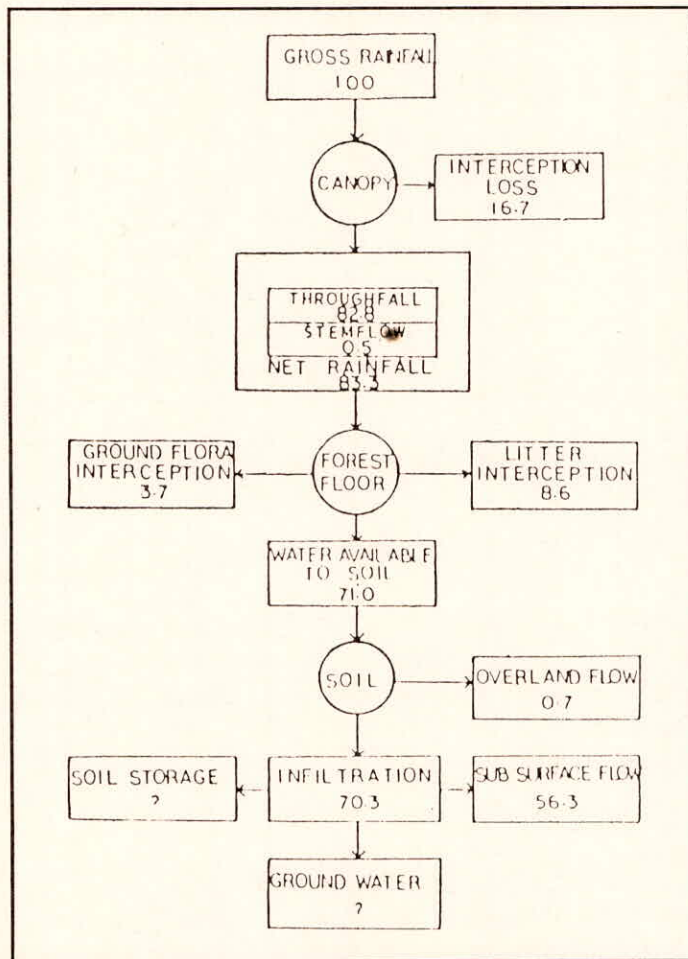 GROSS RAINFALL
100
CANOPY
INTERCEPTION
LOSS
16.7
THROUGHFALL
82.8
STEMFLOW
0.5
NET RAINFALL
83.3
GROUND FLORA
INTERCEPTION
3.7
FOREST
FLOOR
LITTER
INTERCEPTION
8.6
WATER AVAILABLE
TO SOIL
71.0
SOIL
OVERLAND FLOW
0.7
SOIL STORAGE
?
INFILTRATION
70.3
SUB SURFACE FLOW
56.3
GROUND WATER
?